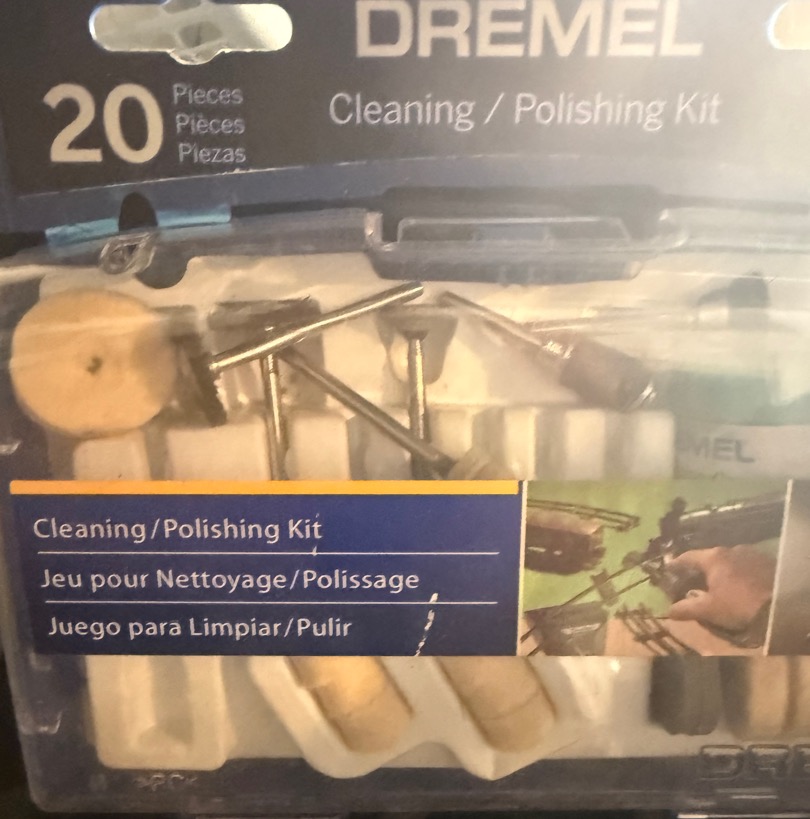 DREMEL
20
Pieces
Pièces
Piezas
Cleaning / Polishing Kit
MEL
Cleaning/Polishing Kit
Jeu pour Nettoyage/Polissage
Juego para Limpiar/Pulir